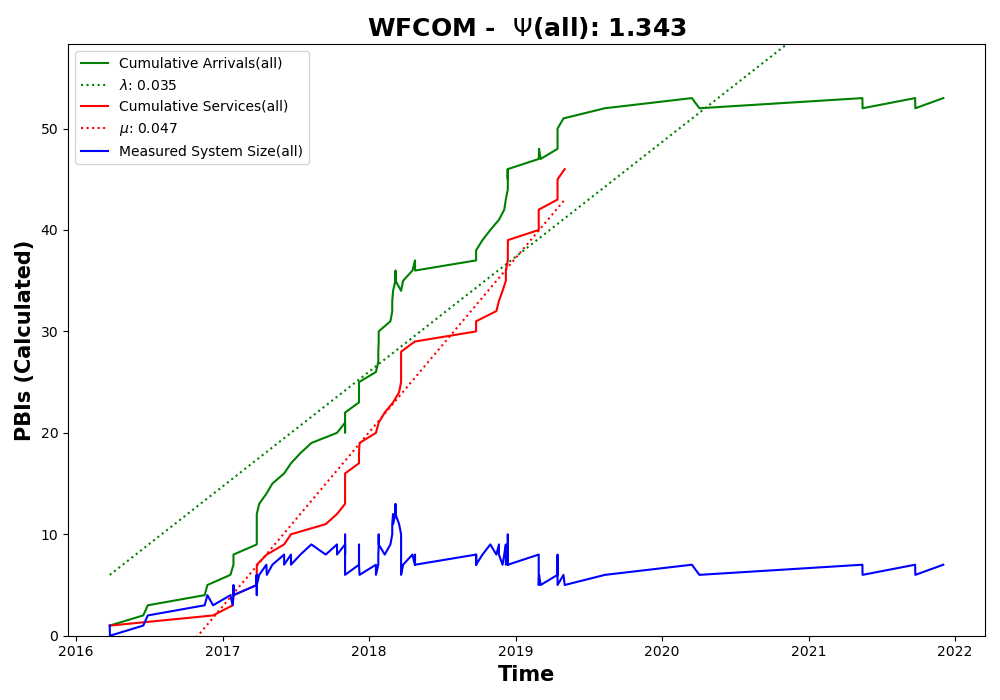 WFCOM - Ψ(all): 1.343
Cumulative Arrivals(all)
λ: 0.035
Cumulative Services(all)
μ: 0.047
Measured System Size(all)
PBIs (Calculated)
50
40
30
20
10
0
2016 2017 2018 2019 2020 2021 2022
Time